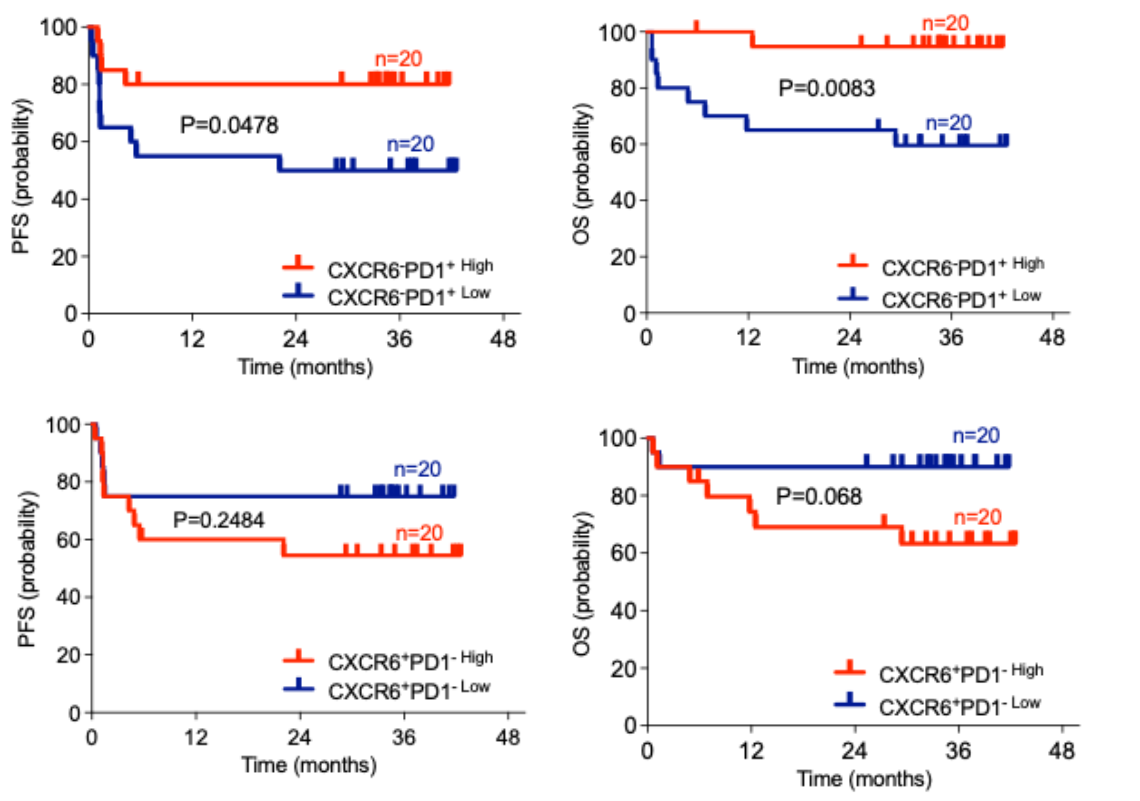 100
80
60
40
20
0
PFS (probability)
n=20
P=0.0478
n=20
CXCR6⁻PD1⁺ High
CXCR6⁻PD1⁺ Low
0 12 24 36 48
Time (months)
100
80
60
40
20
0
OS (probability)
n=20
P=0.0083
n=20
CXCR6⁻PD1⁺ High
CXCR6⁻PD1⁺ Low
0 12 24 36 48
Time (months)
100
80
60
40
20
0
PFS (probability)
n=20
P=0.2484
n=20
CXCR6⁺PD1⁻ High
CXCR6⁺PD1⁻ Low
0 12 24 36 48
Time (months)
100
80
60
40
20
0
OS (probability)
n=20
P=0.068
n=20
CXCR6⁺PD1⁻ High
CXCR6⁺PD1⁻ Low
0 12 24 36 48
Time (months)